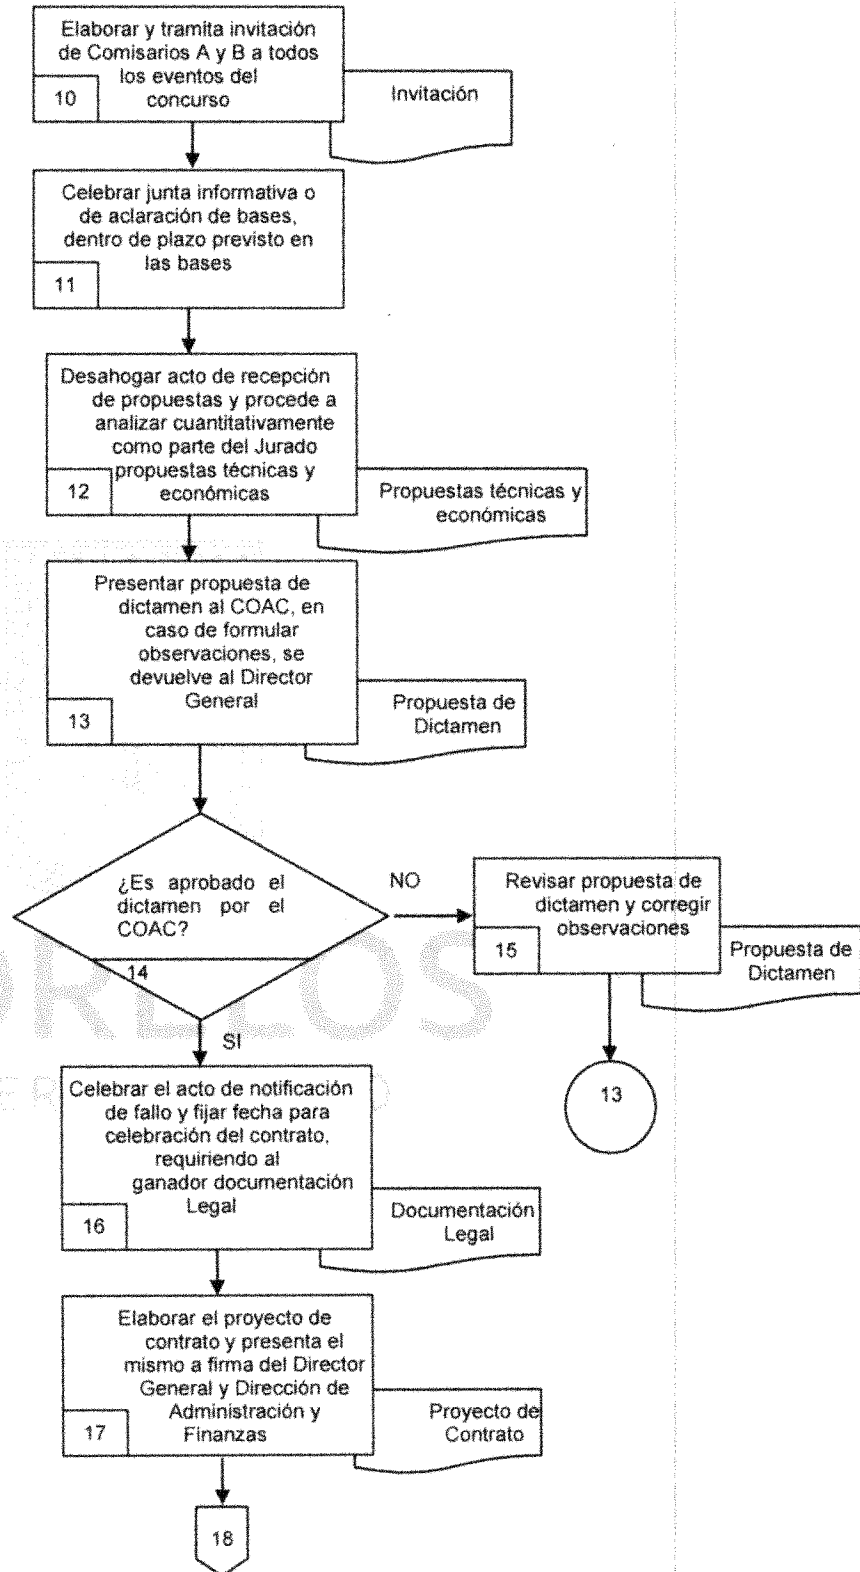 Elaborar y tramita invitación
de Comisarios A y B a todos
los eventos del
concurso
10
Invitación
Celebrar junta informativa o
de aclaración de bases,
dentro de plazo previsto en
las bases
11
Desahogar acto de recepción
de propuestas y procede a
analizar cuantitativamente
como parte del Jurado
propuestas técnicas y
económicas
12
Propuestas técnicas y
económicas
Presentar propuesta de
dictamen al COAC, en
caso de formular
observaciones, se
devuelve al Director
General
13
Propuesta de
Dictamen
¿Es aprobado el
dictamen por el
COAC?
14
NO
Revisar propuesta de
dictamen y corregir
observaciones
15
Propuesta de
Dictamen
13
SI
Celebrar el acto de notificación
de fallo y fijar fecha para
celebración del contrato,
requiriendo al
ganador documentación
Legal
16
Documentación
Legal
Elaborar el proyecto de
contrato y presenta el
mismo a firma del Director
General y Dirección de
Administración y
Finanzas
17
Proyecto de
Contrato
18